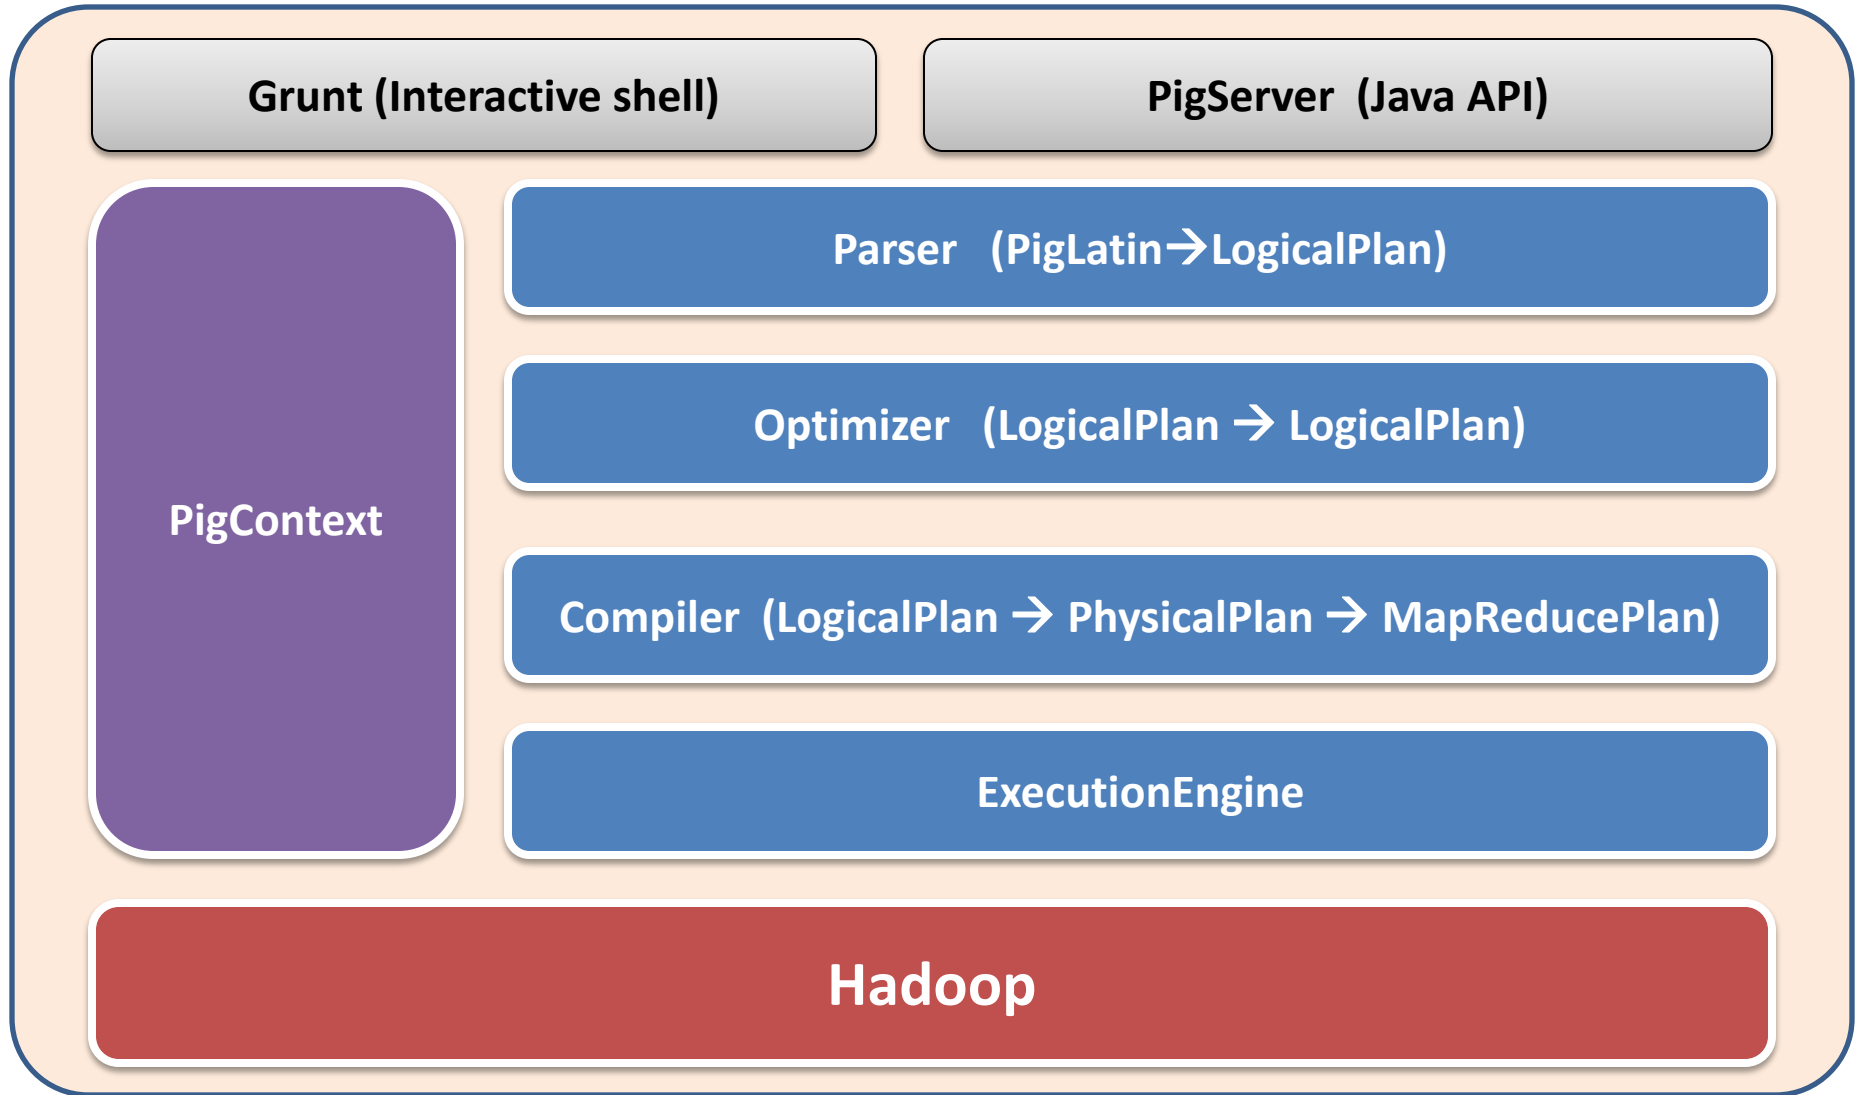 Grunt (Interactive shell)
PigServer (Java API)
PigContext
Parser (PigLatin→LogicalPlan)
Optimizer (LogicalPlan → LogicalPlan)
Compiler (LogicalPlan → PhysicalPlan → MapReducePlan)
ExecutionEngine
Hadoop